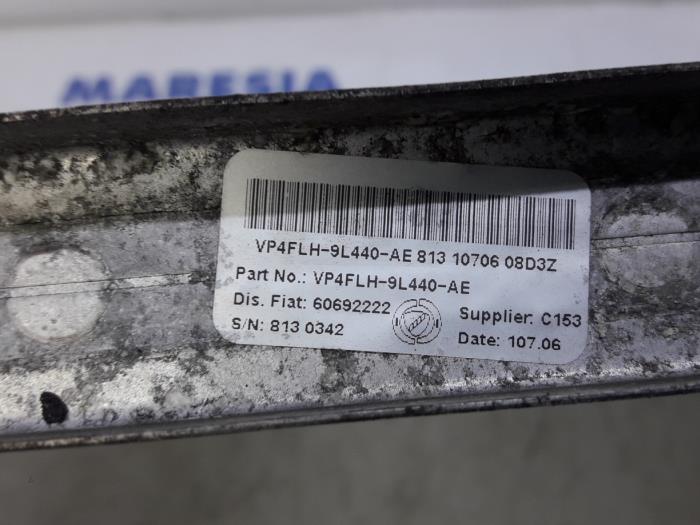 MARESIA
VP4FLH-9L440-AE 813 10706 08D3Z
Part No.: VP4FLH-9L440-AE
Dis. Fiat: 60692222 Supplier: C153
S/N: 813 0342 Date: 107.06